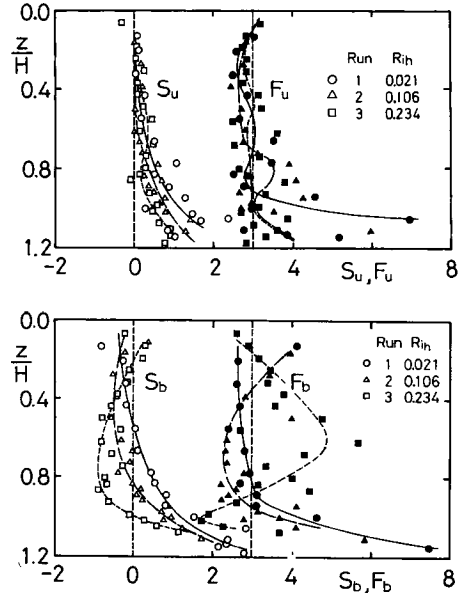 0.0
z/H
0.4
0.8
1.2
S_u
F_u
Run R_ih
○ 1 0.021
△ 2 0.106
□ 3 0.234
-2 0 2 4 6 8
S_u, F_u
0.0
z/H
0.4
0.8
1.2
S_b
F_b
Run R_ih
○ 1 0.021
△ 2 0.106
□ 3 0.234
-2 0 2 4 6 8
S_b, F_b